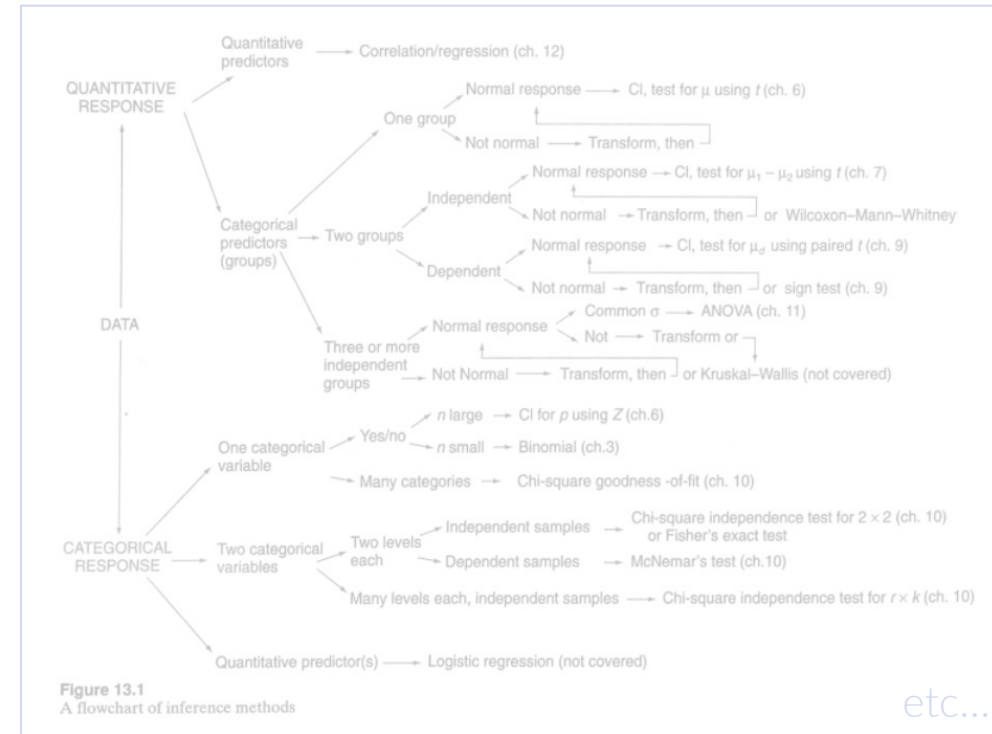 Quantitative
predictors
Correlation/regression (ch. 12)
QUANTITATIVE
RESPONSE
Normal response
CI, test for μ using t (ch. 6)
One group
Not normal
Transform, then
Normal response
CI, test for μ₁ – μ₂ using t (ch. 7)
Independent
Not normal
Transform, then
or Wilcoxon–Mann–Whitney
Categorical
predictors
(groups)
Two groups
Normal response
CI, test for μd using paired t (ch. 9)
Dependent
Not normal
Transform, then
or sign test (ch. 9)
DATA
Common σ
ANOVA (ch. 11)
Normal response
Not
Transform or
Three or more
independent
groups
Not Normal
Transform, then
or Kruskal–Wallis (not covered)
n large
CI for p using Z (ch.6)
Yes/no
n small
Binomial (ch.3)
One categorical
variable
Many categories
Chi-square goodness -of-fit (ch. 10)
CATEGORICAL
RESPONSE
Two categorical
variables
Two levels
each
Independent samples
Chi-square independence test for 2 × 2 (ch. 10)
or Fisher's exact test
Dependent samples
McNemar's test (ch.10)
Many levels each, independent samples
Chi-square independence test for r× k (ch. 10)
Quantitative predictor(s)
Logistic regression (not covered)
Figure 13.1
A flowchart of inference methods
etc...